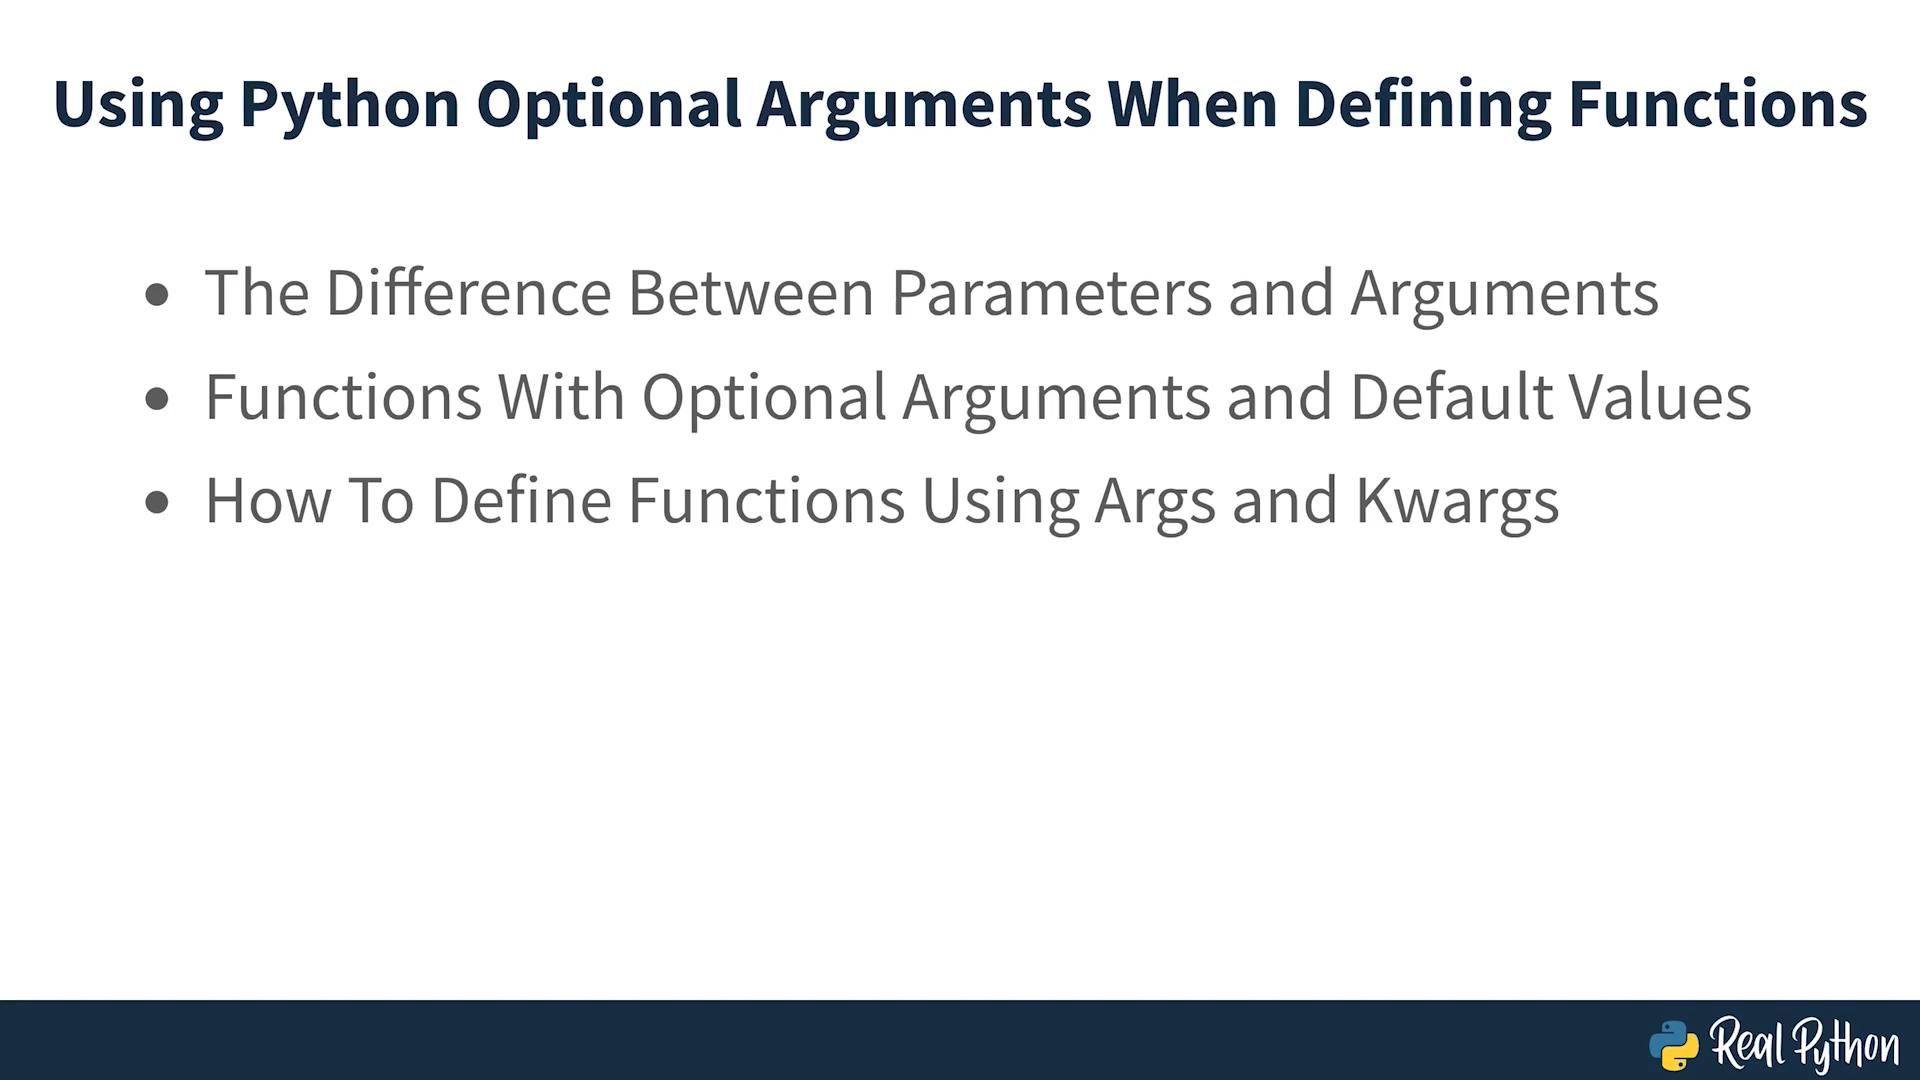 Using Python Optional Arguments When Defining Functions
• The Difference Between Parameters and Arguments
• Functions With Optional Arguments and Default Values
• How To Define Functions Using Args and Kwargs
Real Python